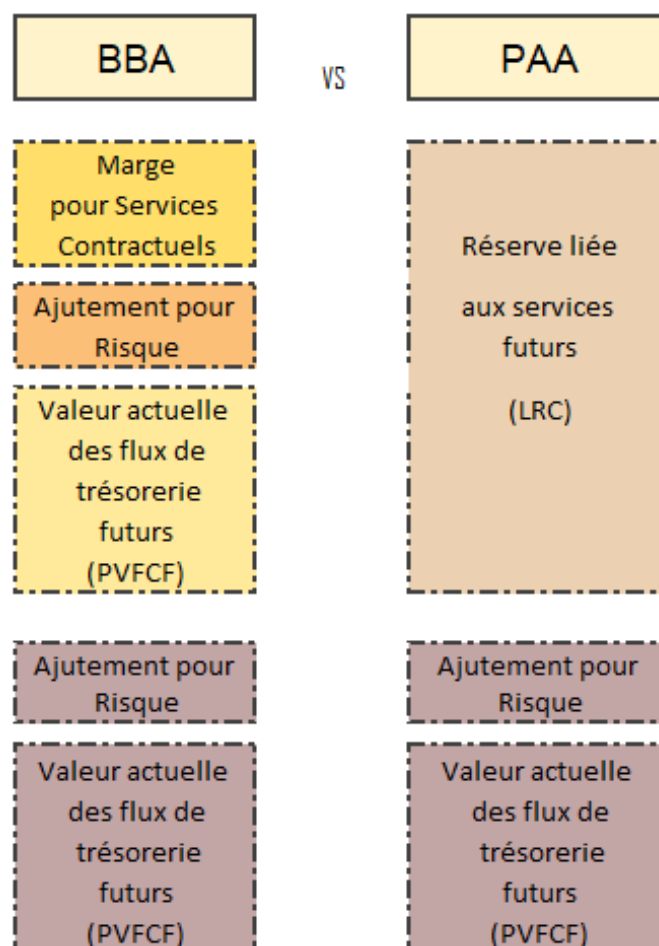 BBA
VS
PAA
Marge
pour Services
Contractuels
Ajutement pour
Risque
Valeur actuelle
des flux de
trésorerie
futurs
(PVFCF)
Réserve liée
aux services
futurs
(LRC)
Ajutement pour
Risque
Valeur actuelle
des flux de
trésorerie
futurs
(PVFCF)
Ajutement pour
Risque
Valeur actuelle
des flux de
trésorerie
futurs
(PVFCF)